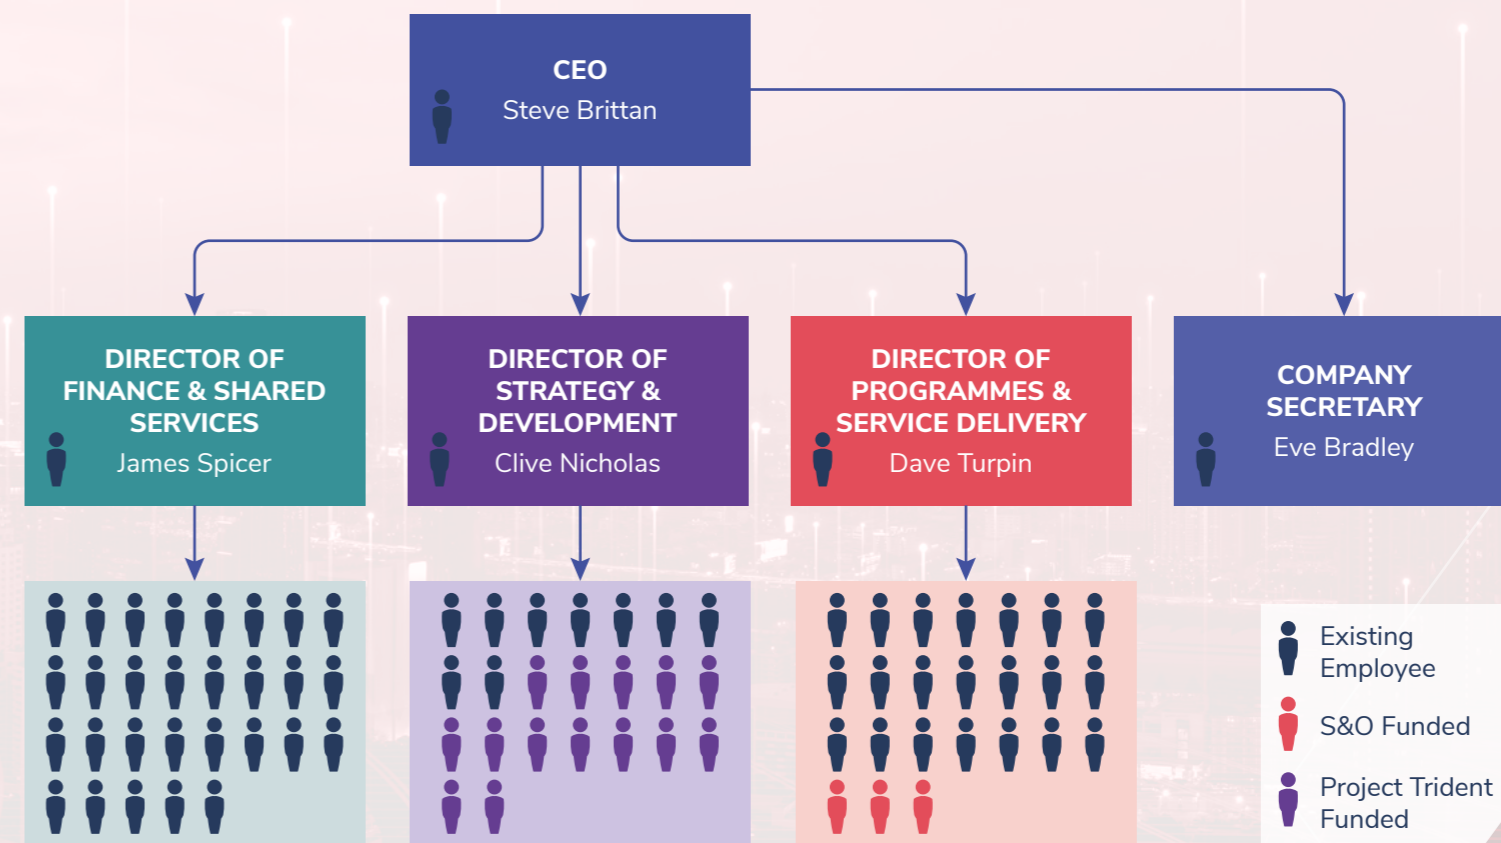 CEO
Steve Brittan
DIRECTOR OF
FINANCE & SHARED
SERVICES
James Spicer
DIRECTOR OF
STRATEGY &
DEVELOPMENT
Clive Nicholas
DIRECTOR OF
PROGRAMMES &
SERVICE DELIVERY
Dave Turpin
COMPANY
SECRETARY
Eve Bradley
Existing
Employee
S&O Funded
Project Trident
Funded